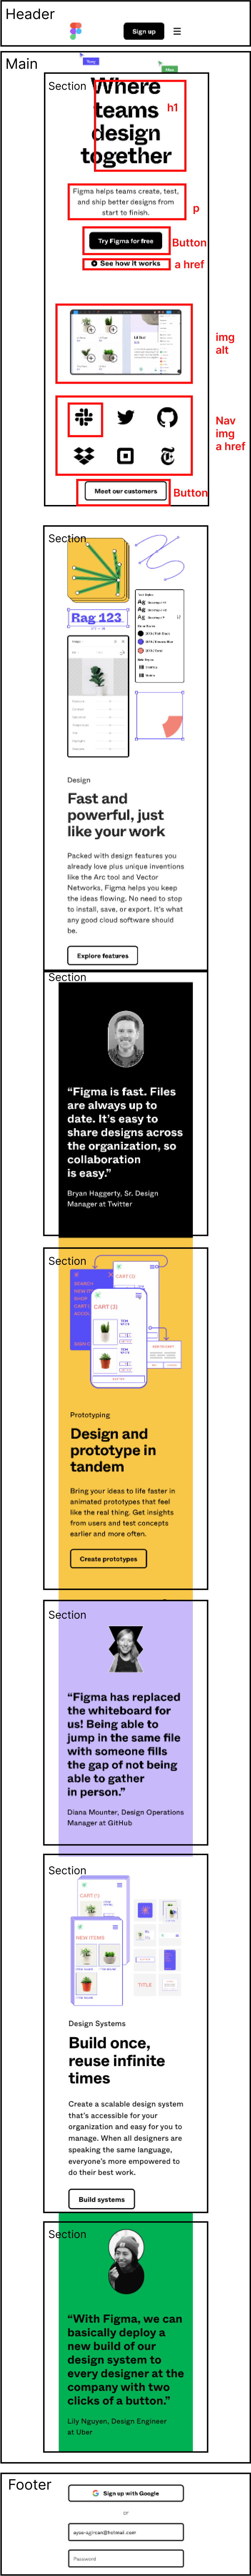 Header
Sign up
Main
Section
Where
teams
design
together
h1
Figma helps teams create, test,
and ship better designs from
start to finish.
p
Try Figma for free
Button
See how it works
a href
img
alt
Nav
img
a href
Meet our customers
Button
Section
Rag 123
Ag
Ag
Ag
Design
Fast and
powerful, just
like your work
Packed with design features you
already love plus unique inventions
like the Arc tool and Vector
Networks, Figma helps you keep
the ideas flowing. No need to stop
to install, save, or export. It's what
any good cloud software should
be.
Explore features
Section
“Figma is fast. Files
are always up to
date. It's easy to
share designs across
the organization, so
collaboration
is easy.”
Bryan Haggerty, Sr. Design
Manager at Twitter
Section
CART (2)
CART (3)
Prototyping
Design and
prototype in
tandem
Bring your ideas to life faster in
animated prototypes that feel
like the real thing. Get insights
from users and test concepts
earlier and more often.
Create prototypes
Section
“Figma has replaced
the whiteboard for
us! Being able to
jump in the same file
with someone fills
the gap of not being
able to gather
in person.”
Diana Mounter, Design Operations
Manager at GitHub
Section
CART (1)
NEW ITEMS
TITLE
Design Systems
Build once,
reuse infinite
times
Create a scalable design system
that's accessible for your
organization and easy for you to
manage. When all designers are
speaking the same language,
everyone's more empowered to
do their best work.
Build systems
Section
“With Figma, we can
basically deploy a
new build of our
design system to
every designer at the
company with two
clicks of a button.”
Lily Nguyen, Design Engineer
at Uber
Footer
Sign up with Google
or
Password